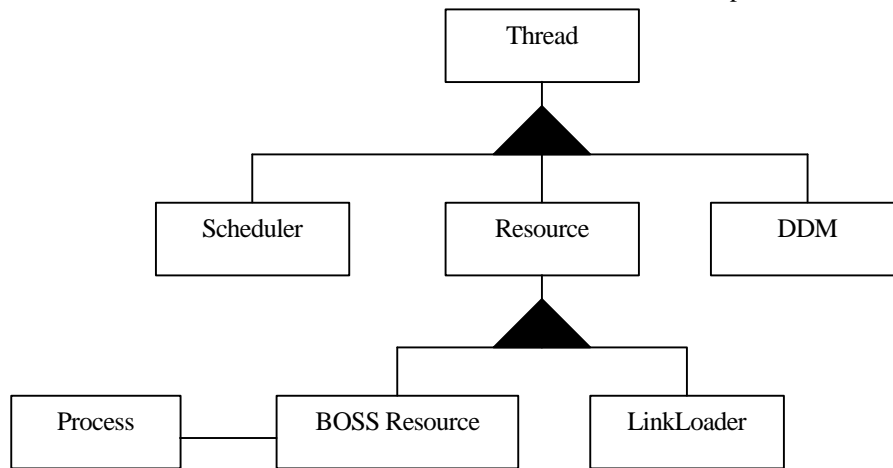 Thread
Scheduler
Resource
DDM
Process
BOSS Resource
LinkLoader